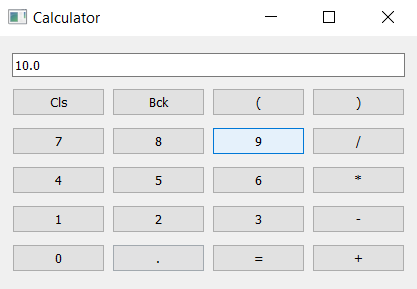 Calculator
10.0
Cls Bck ( )
7 8 9 /
4 5 6 *
1 2 3 -
0 . = +